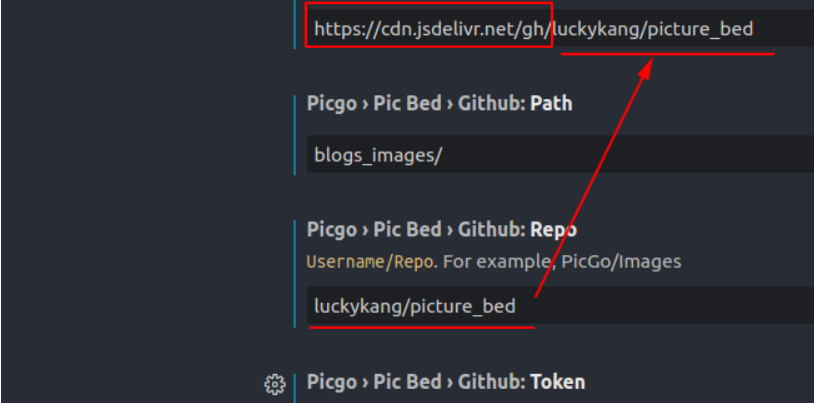 https://cdn.jsdelivr.net/gh/luckykang/picture_bed
Picgo › Pic Bed › Github: Path
blogs_images/
Picgo › Pic Bed › Github: Repo
Username/Repo. For example, PicGo/Images
luckykang/picture_bed
Picgo › Pic Bed › Github: Token